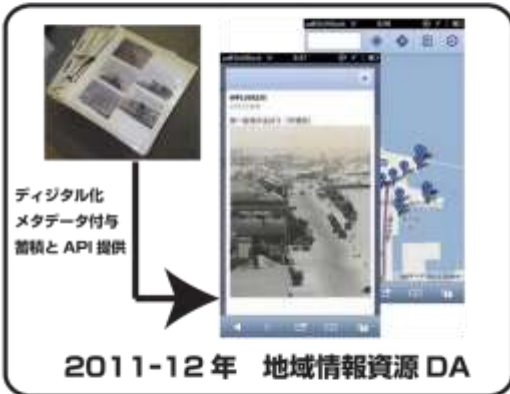 ディジタル化
メタデータ付与
蓄積と API 提供
2011-12 年　地域情報資源 DA